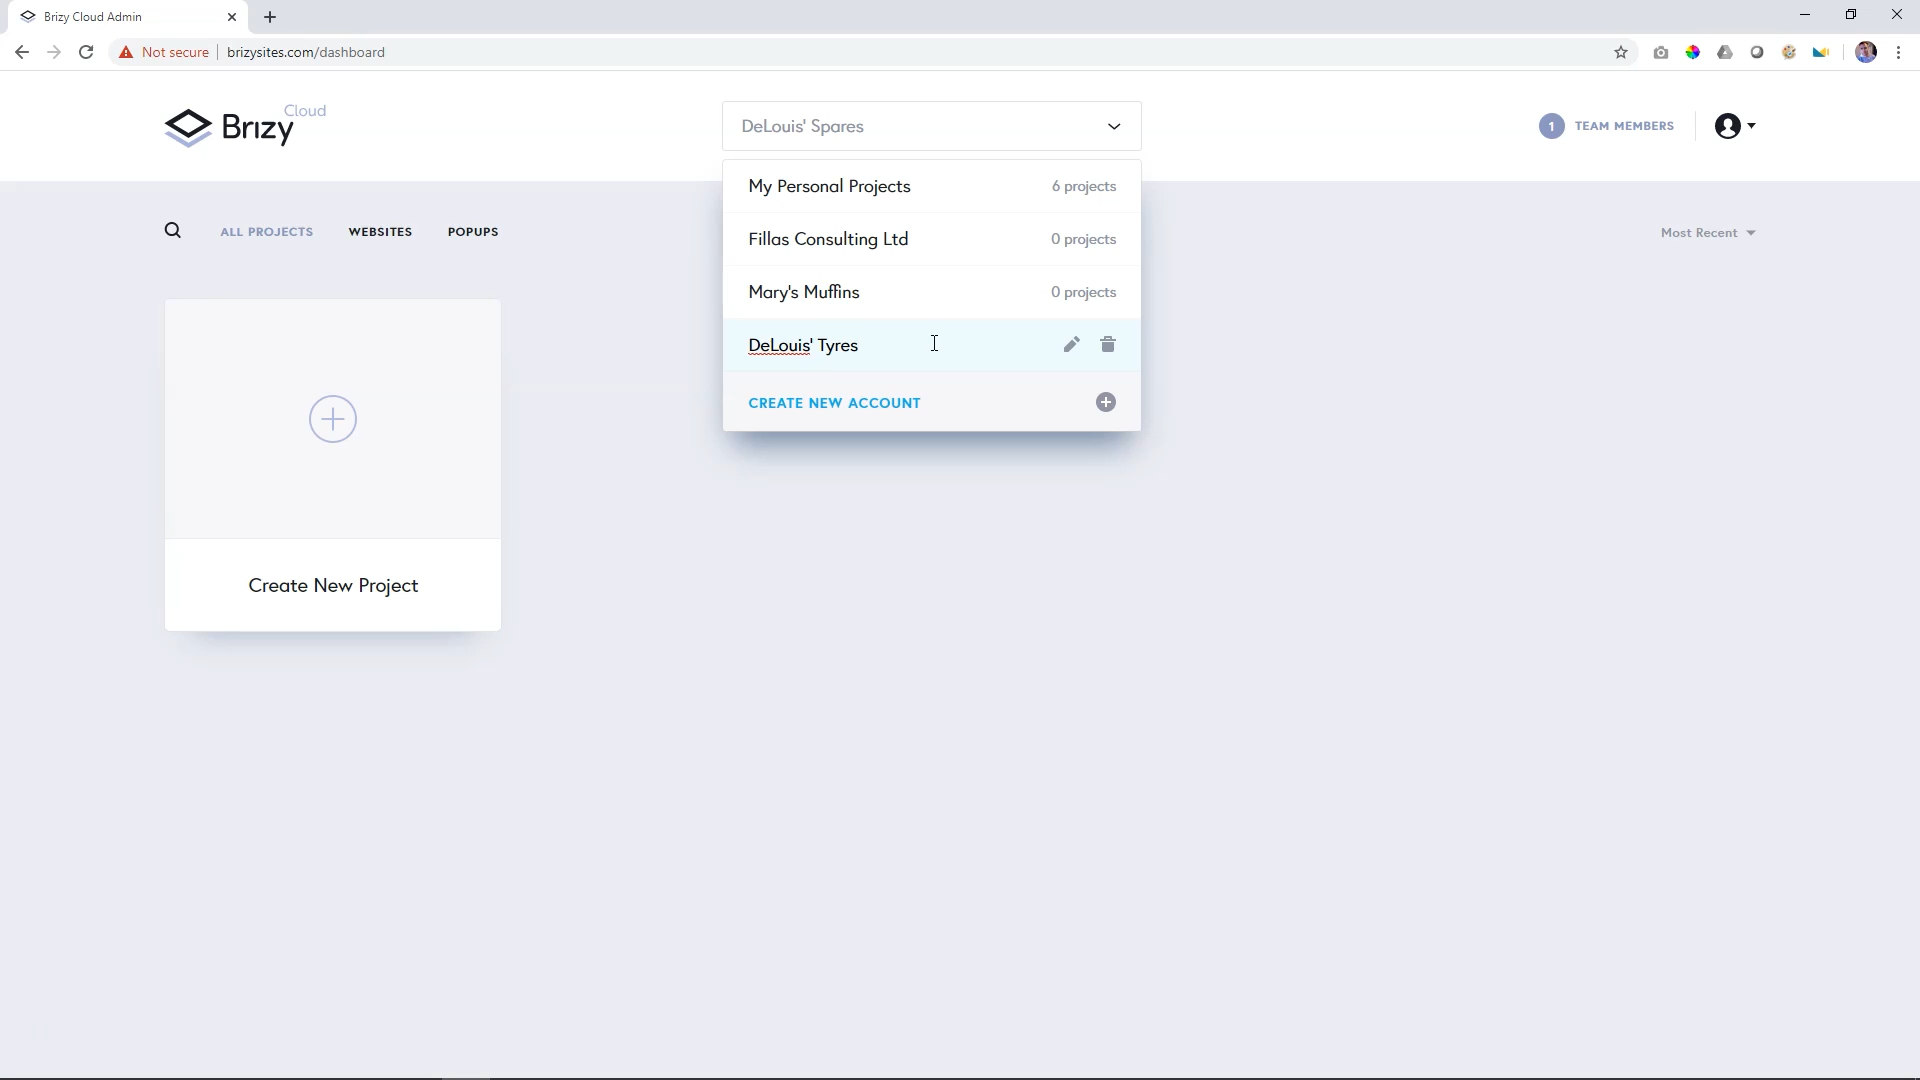 Brizy Cloud Admin
Not secure brizysites.com/dashboard
Brizy Cloud
DeLouis' Spares
1 TEAM MEMBERS
My Personal Projects 6 projects
ALL PROJECTS WEBSITES POPUPS
Most Recent
Fillas Consulting Ltd 0 projects
Mary's Muffins 0 projects
DeLouis' Tyres
CREATE NEW ACCOUNT
Create New Project